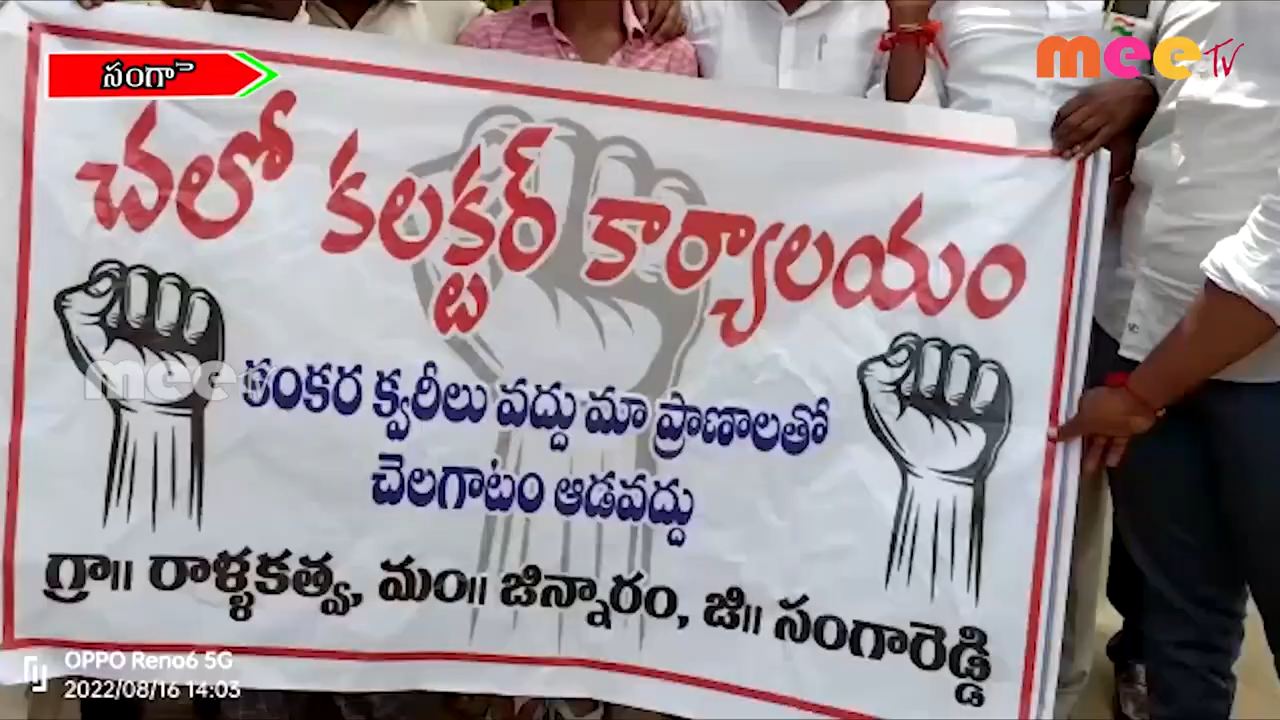 సంగా
mee TV
చలో కలక్టర్ కార్యాలయం
mee
కంకర క్వరీలు వద్దు మా ప్రాణాలతో
చెలగాటం ఆడవద్దు
గ్రా॥ రాళ్ళకత్వ, మం॥ జిన్నారం, జి॥ సంగారెడ్డి
OPPO Reno6 5G
2022/08/16 14:03